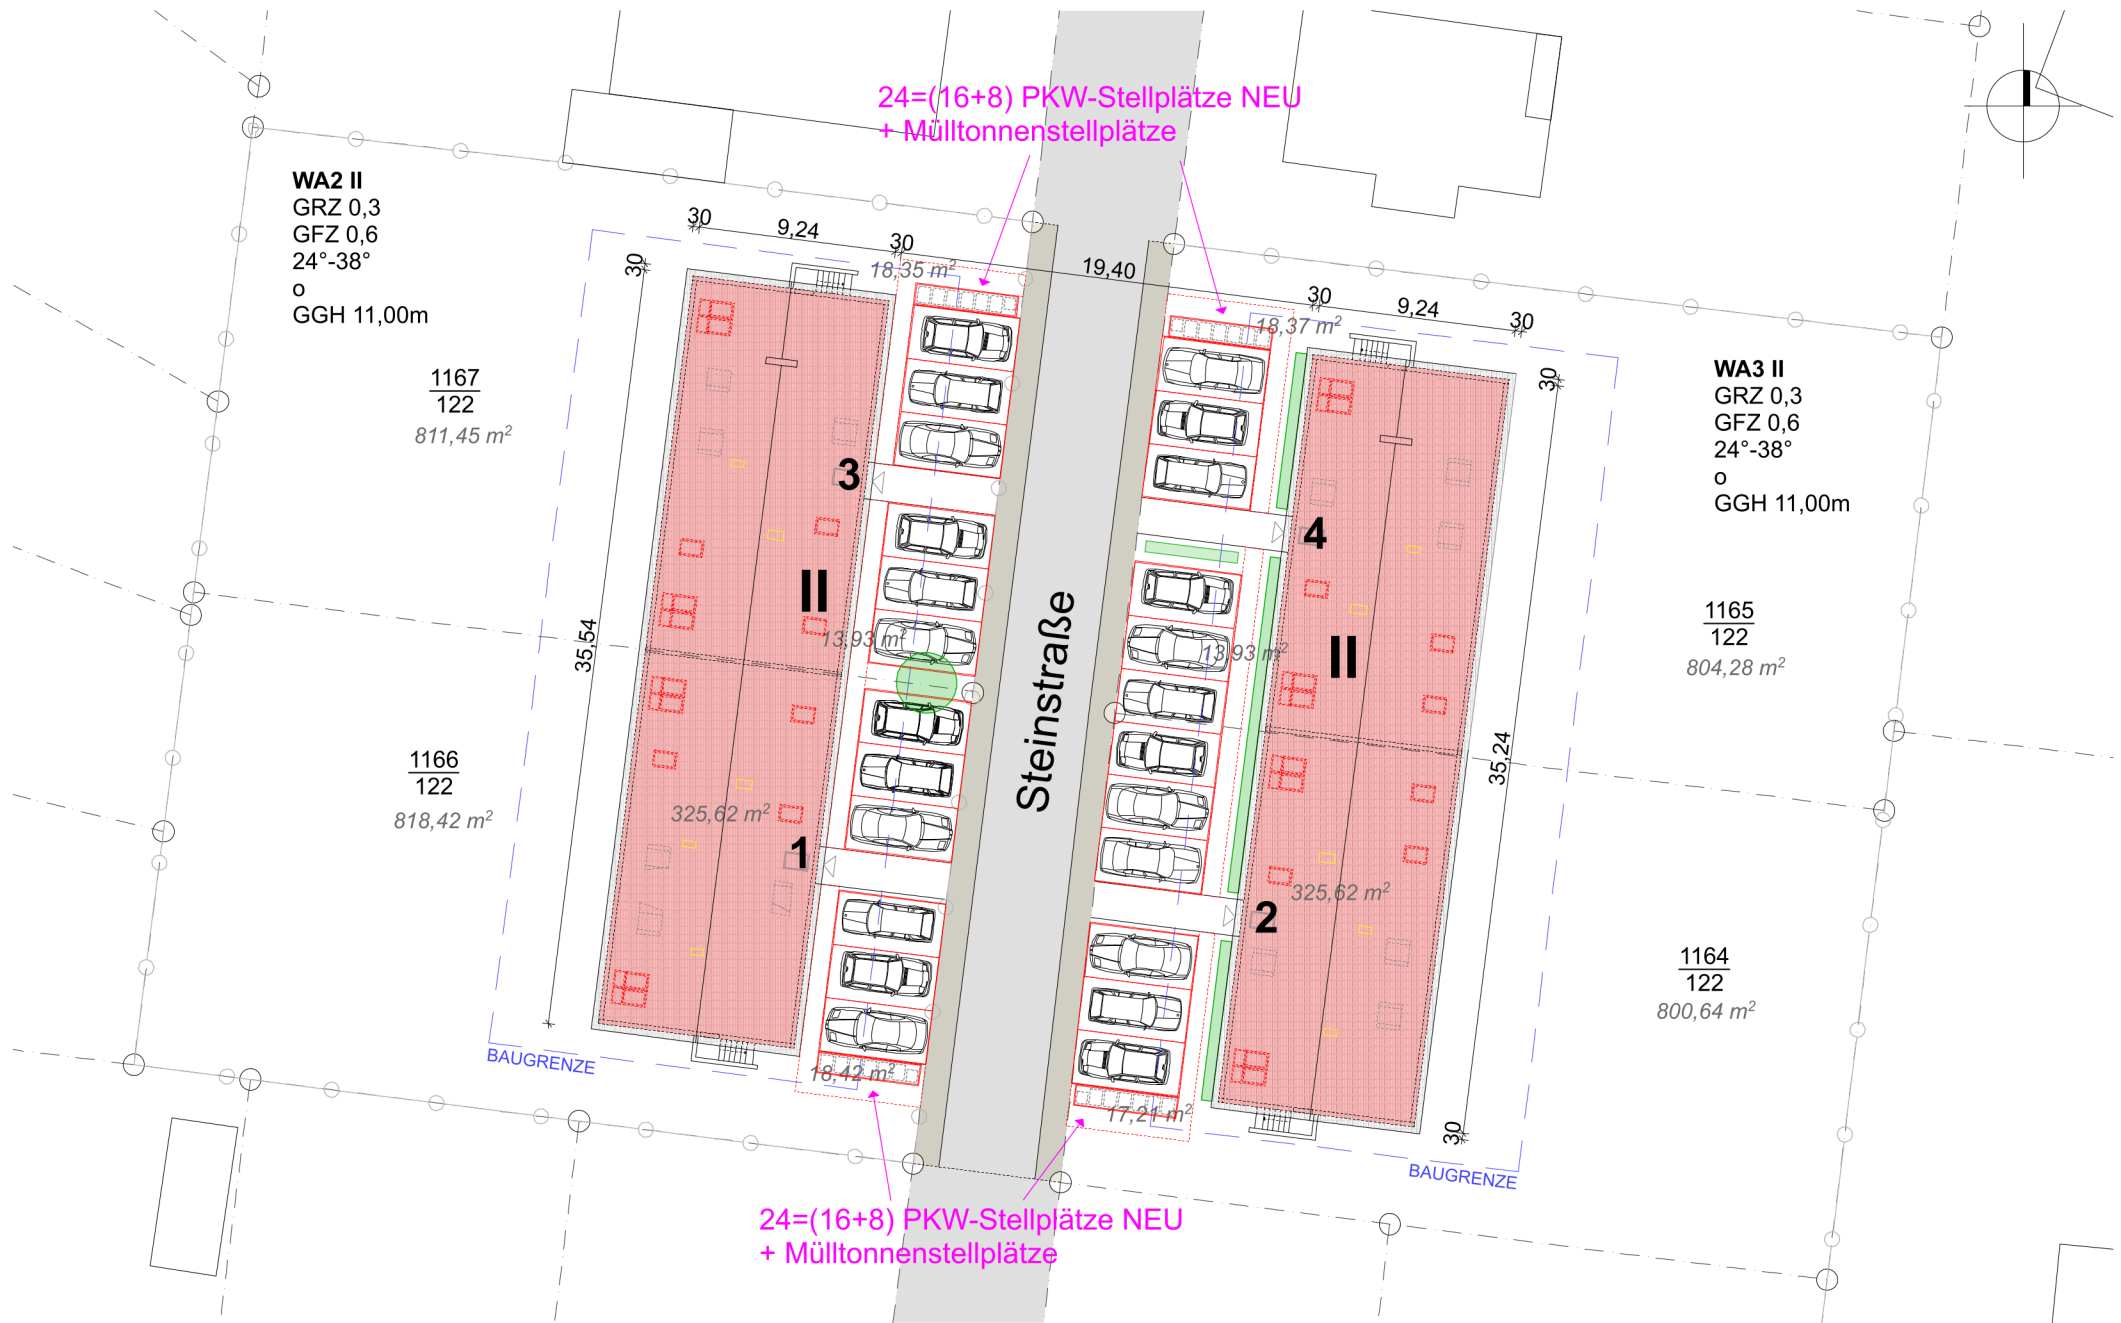 24=(16+8) PKW-Stellplätze NEU
+ Mülltonnenstellplätze
WA2 II
GRZ 0,3
GFZ 0,6
24°-38°
o
GGH 11,00m
30
9,24
30
30
18,35 m²
19,40
30
9,24
30
30
18,37 m²
WA3 II
GRZ 0,3
GFZ 0,6
24°-38°
o
GGH 11,00m
1167
122
811,45 m²
3
4
II
II
35,54
13,93 m²
13,93 m²
Steinstraße
1165
122
804,28 m²
1166
122
818,42 m²
325,62 m²
35,24
1
2
325,62 m²
1164
122
800,64 m²
BAUGRENZE
18,42 m²
17,21 m²
30
BAUGRENZE
24=(16+8) PKW-Stellplätze NEU
+ Mülltonnenstellplätze